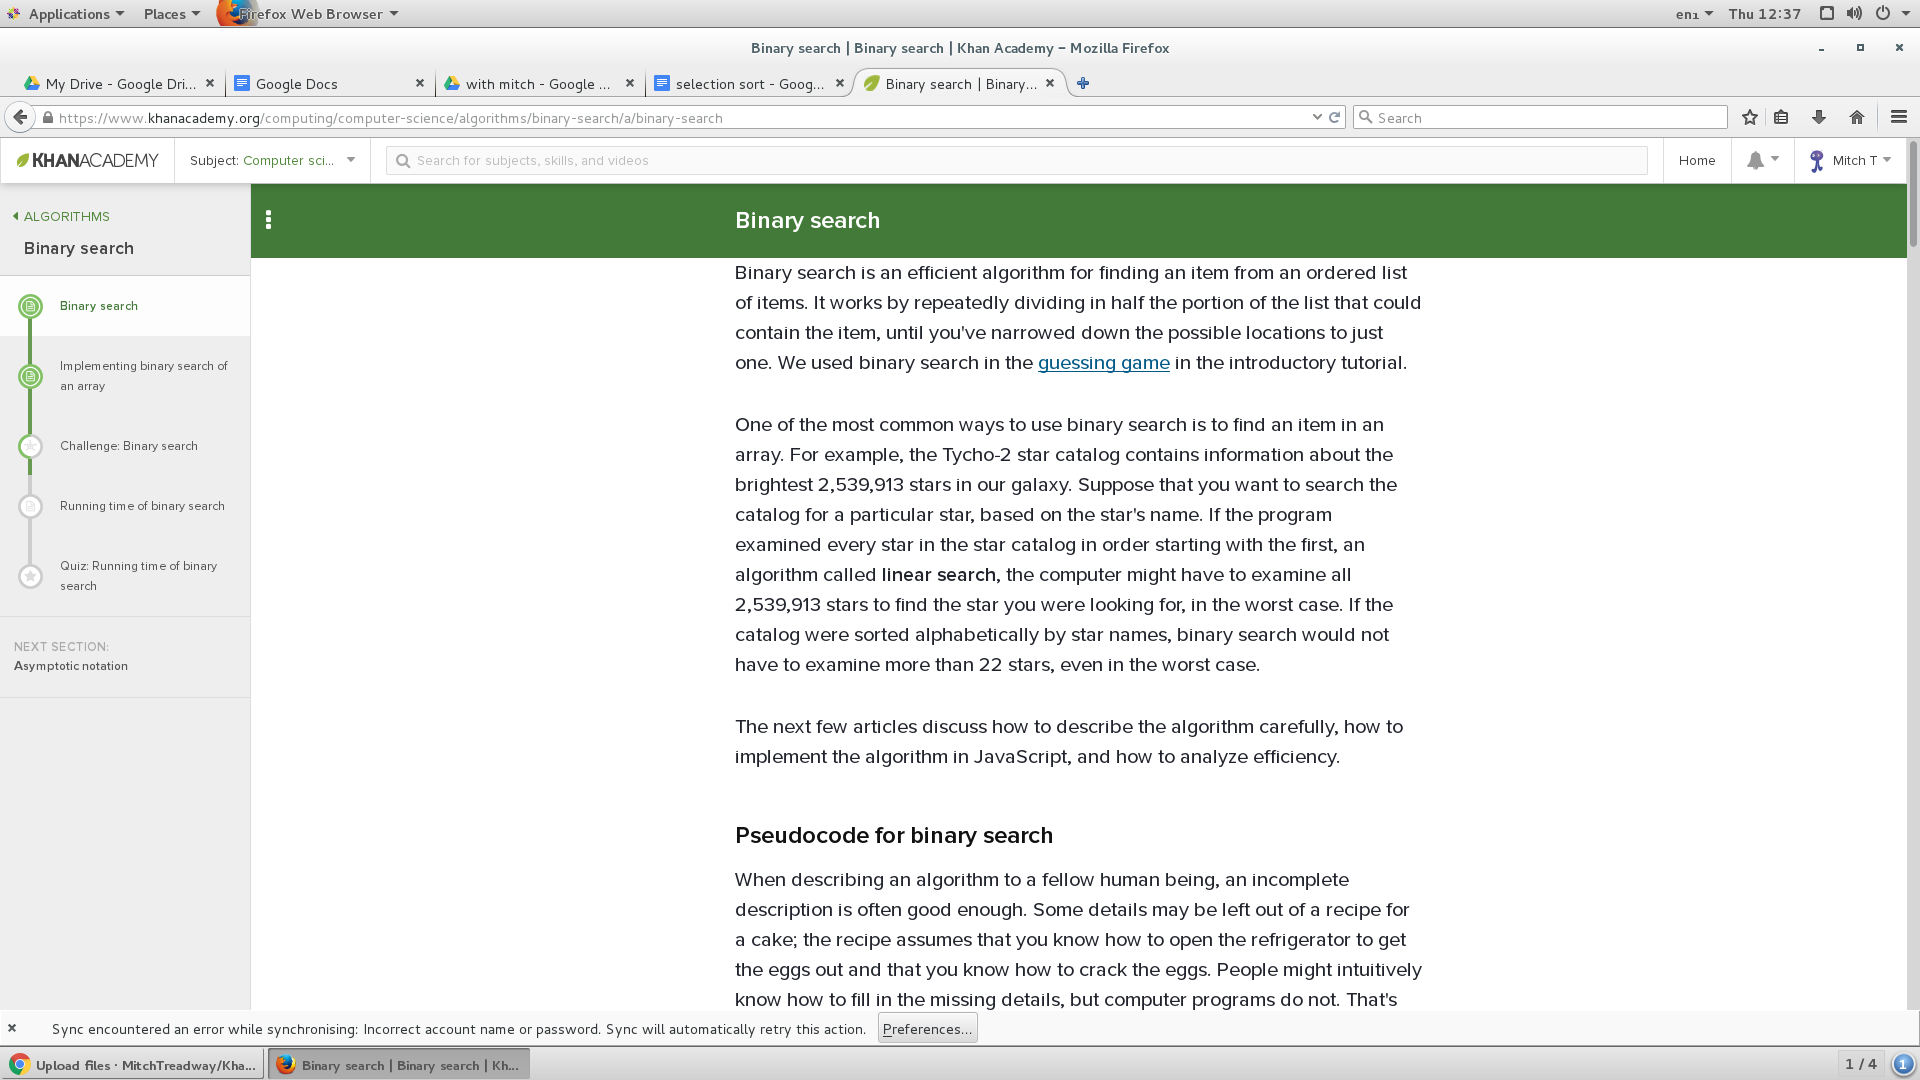 Applications Places Firefox Web Browser en1 Thu 12:37
Binary search | Binary search | Khan Academy – Mozilla Firefox
My Drive - Google Dri... Google Docs with mitch - Google ... selection sort - Goog... Binary search | Binary...
https://www.khanacademy.org/computing/computer-science/algorithms/binary-search/a/binary-search Search
KHANACADEMY Subject: Computer sci... Search for subjects, skills, and videos Home Mitch T
ALGORITHMS
Binary search
Binary search
Implementing binary search of
an array
Challenge: Binary search
Running time of binary search
Quiz: Running time of binary
search
NEXT SECTION:
Asymptotic notation
Binary search
Binary search is an efficient algorithm for finding an item from an ordered list
of items. It works by repeatedly dividing in half the portion of the list that could
contain the item, until you've narrowed down the possible locations to just
one. We used binary search in the guessing game in the introductory tutorial.
One of the most common ways to use binary search is to find an item in an
array. For example, the Tycho-2 star catalog contains information about the
brightest 2,539,913 stars in our galaxy. Suppose that you want to search the
catalog for a particular star, based on the star's name. If the program
examined every star in the star catalog in order starting with the first, an
algorithm called linear search, the computer might have to examine all
2,539,913 stars to find the star you were looking for, in the worst case. If the
catalog were sorted alphabetically by star names, binary search would not
have to examine more than 22 stars, even in the worst case.
The next few articles discuss how to describe the algorithm carefully, how to
implement the algorithm in JavaScript, and how to analyze efficiency.
Pseudocode for binary search
When describing an algorithm to a fellow human being, an incomplete
description is often good enough. Some details may be left out of a recipe for
a cake; the recipe assumes that you know how to open the refrigerator to get
the eggs out and that you know how to crack the eggs. People might intuitively
know how to fill in the missing details, but computer programs do not. That's
Sync encountered an error while synchronising: Incorrect account name or password. Sync will automatically retry this action. Preferences...
Upload files · MitchTreadway/Kha... Binary search | Binary search | Kh... 1 / 4 1